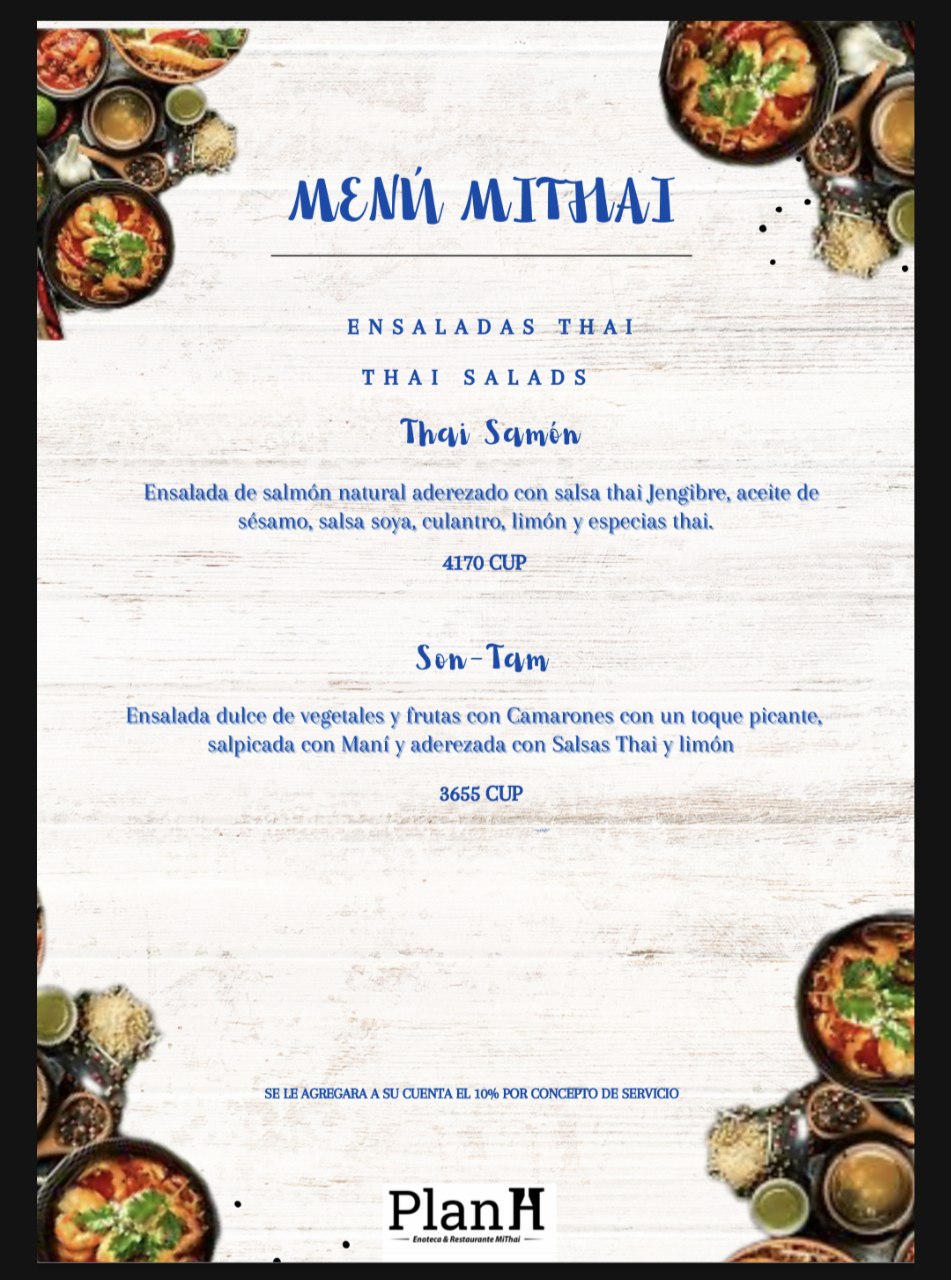 MENÚ MITHAI
ENSALADAS THAI
THAI SALADS
Thai Samón
Ensalada de salmón natural aderezado con salsa thai Jengibre, aceite de
sésamo, salsa soya, culantro, limón y especias thai.
4170 CUP
Son-Tam
Ensalada dulce de vegetales y frutas con Camarones con un toque picante,
salpicada con Maní y aderezada con Salsas Thai y limón
3655 CUP
SE LE AGREGARA A SU CUENTA EL 10% POR CONCEPTO DE SERVICIO
PlanH
Enoteca & Restaurante MiThai